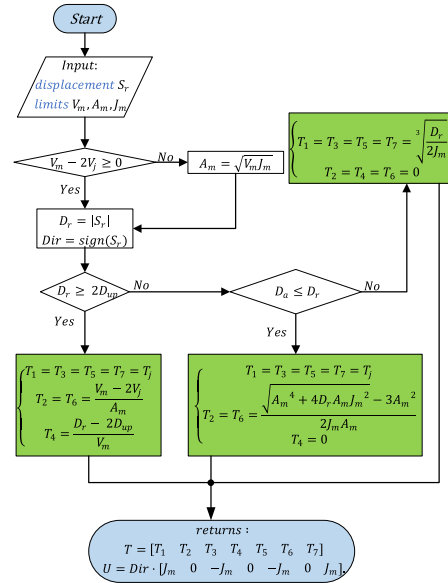 Start
Input:
displacement S_r
limits V_m, A_m, J_m
V_m − 2V_j ≥ 0
No
A_m = √(V_m J_m)
Yes
D_r = |S_r|
Dir = sign(S_r)
D_r ≥ 2D_up
No
D_a ≤ D_r
No
T_1 = T_3 = T_5 = T_7 = ∛(D_r / 2J_m)
T_2 = T_4 = T_6 = 0
Yes
Yes
T_1 = T_3 = T_5 = T_7 = T_j
T_2 = T_6 = (V_m − 2V_j) / A_m
T_4 = (D_r − 2D_up) / V_m
T_1 = T_3 = T_5 = T_7 = T_j
T_2 = T_6 = (√(A_m^4 + 4D_r A_m J_m^2) − 3A_m^2) / (2J_m A_m)
T_4 = 0
returns :
T = [T_1 T_2 T_3 T_4 T_5 T_6 T_7]
U = Dir · [J_m 0 −J_m 0 −J_m 0 J_m].